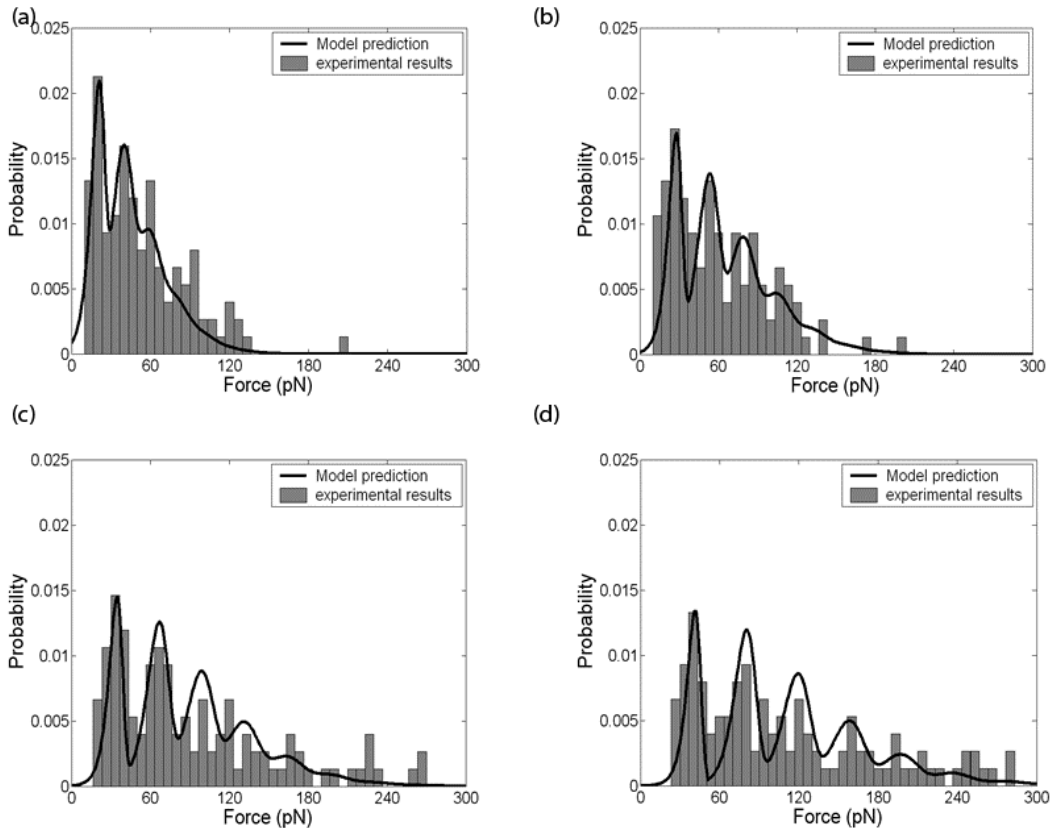 (a)
0.025
0.02
0.015
0.01
0.005
0
Probability
Model prediction
experimental results
0 60 120 180 240 300
Force (pN)
(b)
0.025
0.02
0.015
0.01
0.005
0
Probability
Model prediction
experimental results
0 60 120 180 240 300
Force (pN)
(c)
0.025
0.02
0.015
0.01
0.005
0
Probability
Model prediction
experimental results
0 60 120 180 240 300
Force (pN)
(d)
0.025
0.02
0.015
0.01
0.005
0
Probability
Model prediction
experimental results
0 60 120 180 240 300
Force (pN)